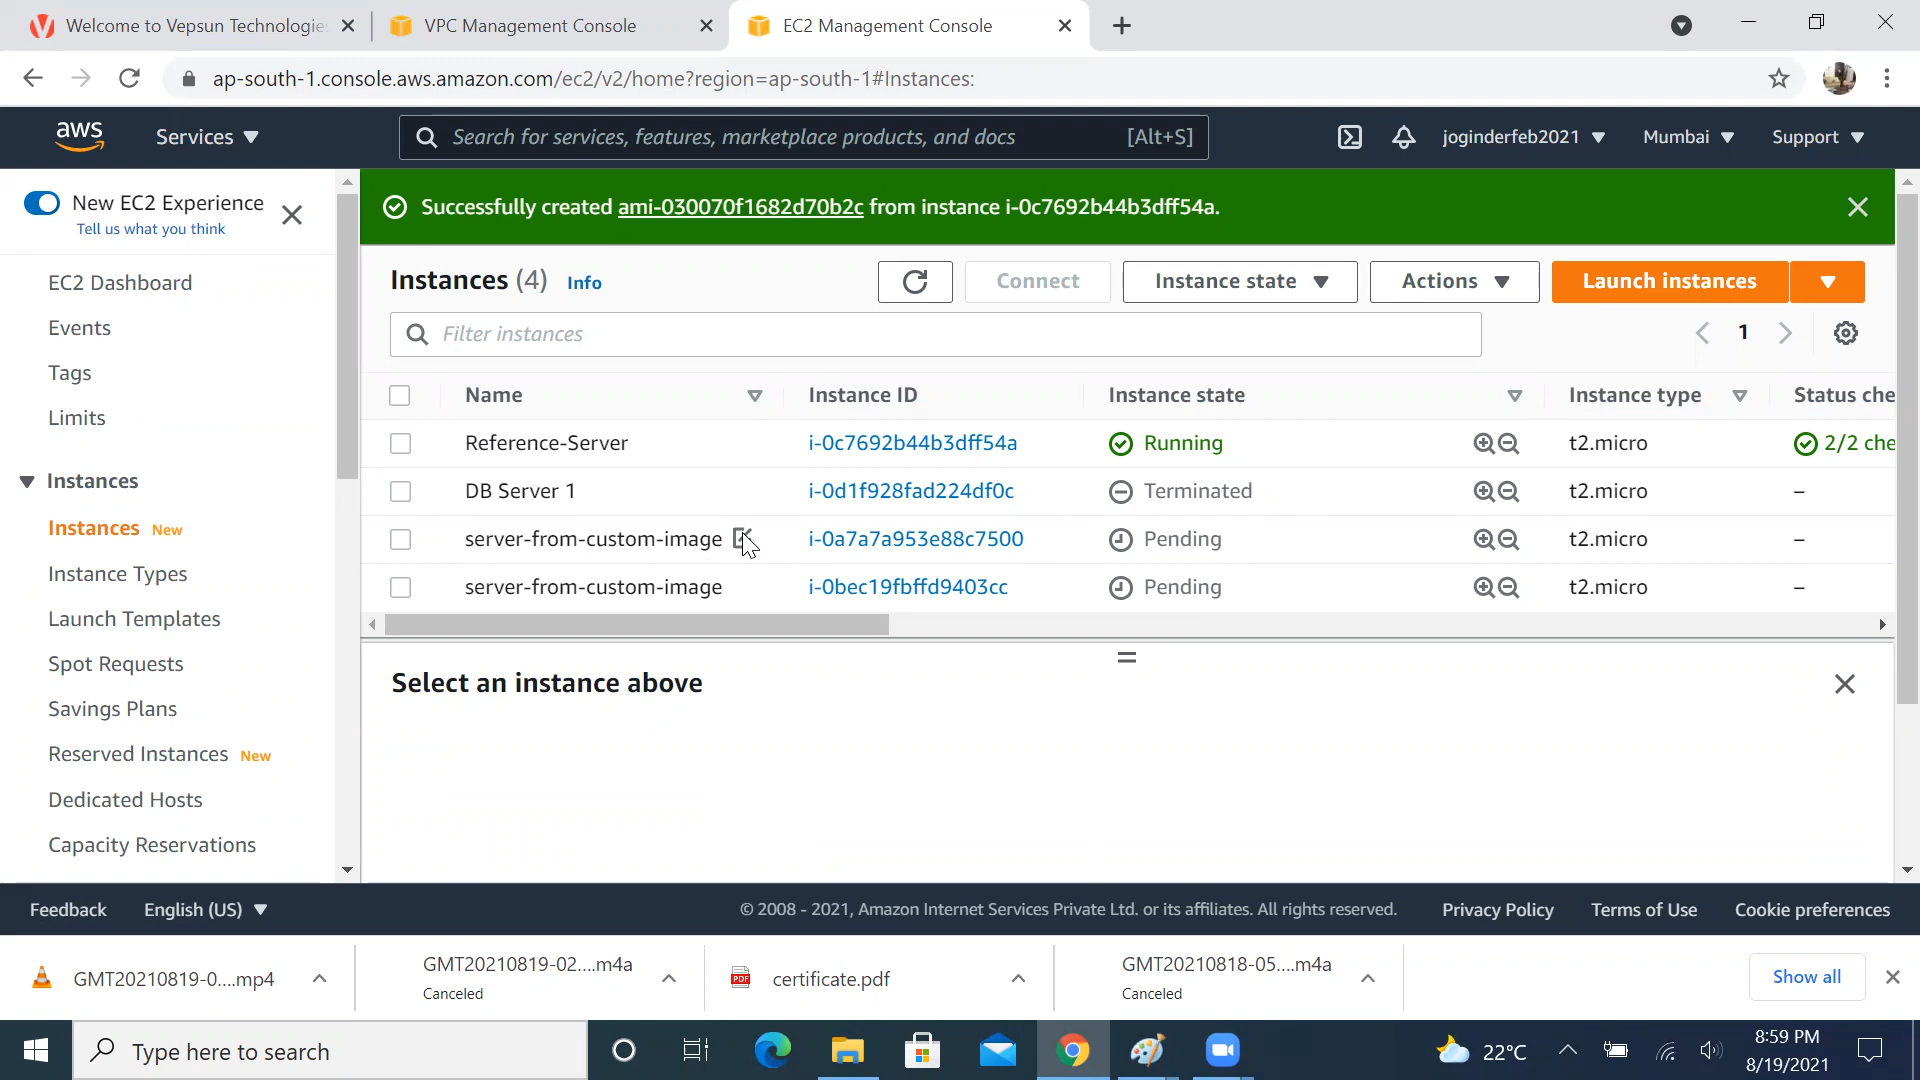 Welcome to Vepsun Technologie
VPC Management Console
EC2 Management Console
ap-south-1.console.aws.amazon.com/ec2/v2/home?region=ap-south-1#Instances:
aws Services Search for services, features, marketplace products, and docs [Alt+S] joginderfeb2021 Mumbai Support
New EC2 Experience
Tell us what you think
EC2 Dashboard
Events
Tags
Limits
Instances
Instances New
Instance Types
Launch Templates
Spot Requests
Savings Plans
Reserved Instances New
Dedicated Hosts
Capacity Reservations
Successfully created ami-030070f1682d70b2c from instance i-0c7692b44b3dff54a.
Instances (4) Info Connect Instance state Actions Launch instances
Filter instances 1
Name Instance ID Instance state Instance type Status che
Reference-Server i-0c7692b44b3dff54a Running t2.micro 2/2 che
DB Server 1 i-0d1f928fad224df0c Terminated t2.micro –
server-from-custom-image i-0a7a7a953e88c7500 Pending t2.micro –
server-from-custom-image i-0bec19fbffd9403cc Pending t2.micro –
Select an instance above
Feedback English (US) © 2008 - 2021, Amazon Internet Services Private Ltd. or its affiliates. All rights reserved. Privacy Policy Terms of Use Cookie preferences
GMT20210819-0....mp4
GMT20210819-02....m4a
Canceled
certificate.pdf
PDF
GMT20210818-05....m4a
Canceled
Show all
Type here to search
22°C
8:59 PM
8/19/2021